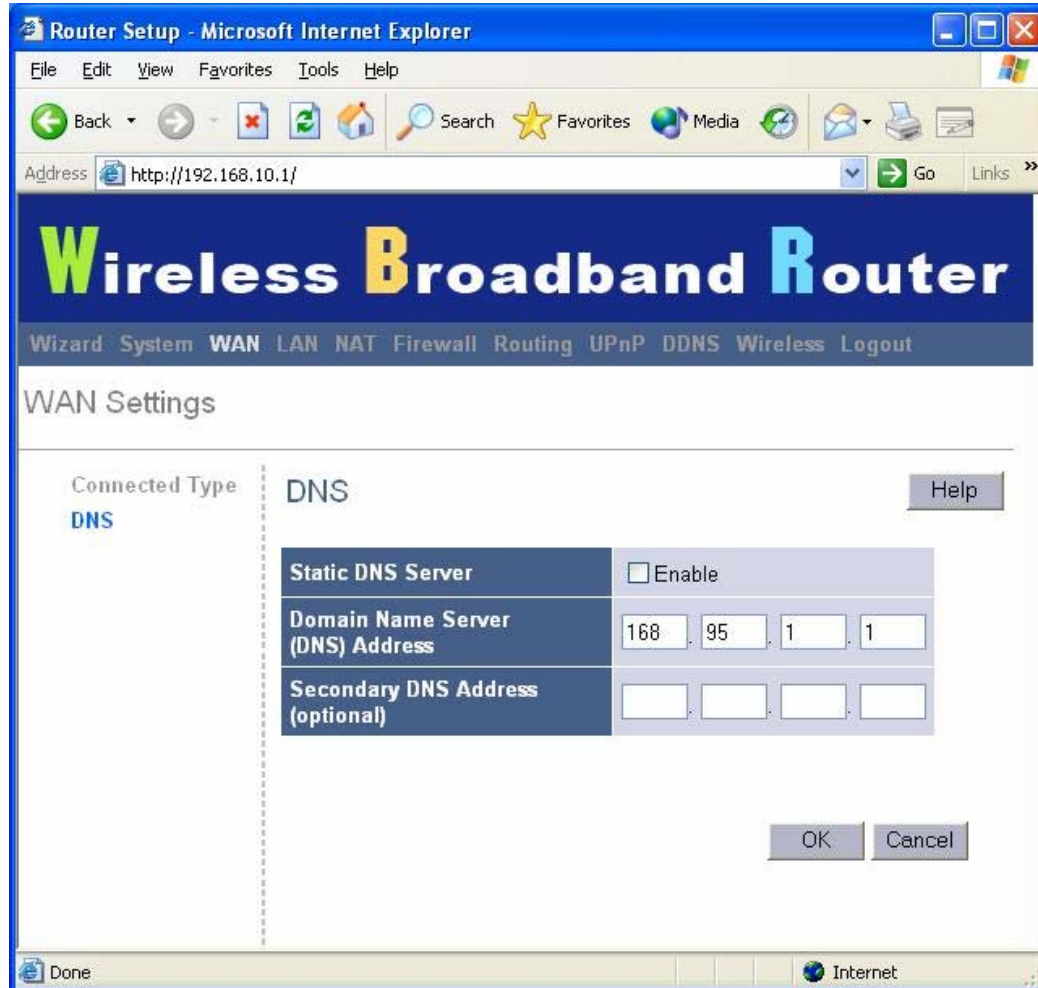 Router Setup - Microsoft Internet Explorer
File Edit View Favorites Tools Help
Back Search Favorites Media
Address http://192.168.10.1/ Go Links »
Wireless Broadband Router
Wizard System WAN LAN NAT Firewall Routing UPnP DDNS Wireless Logout
WAN Settings
Connected Type
DNS
DNS
Help
Static DNS Server Enable
Domain Name Server
(DNS) Address 168 . 95 . 1 . 1
Secondary DNS Address
(optional) . . .
OK Cancel
Done Internet